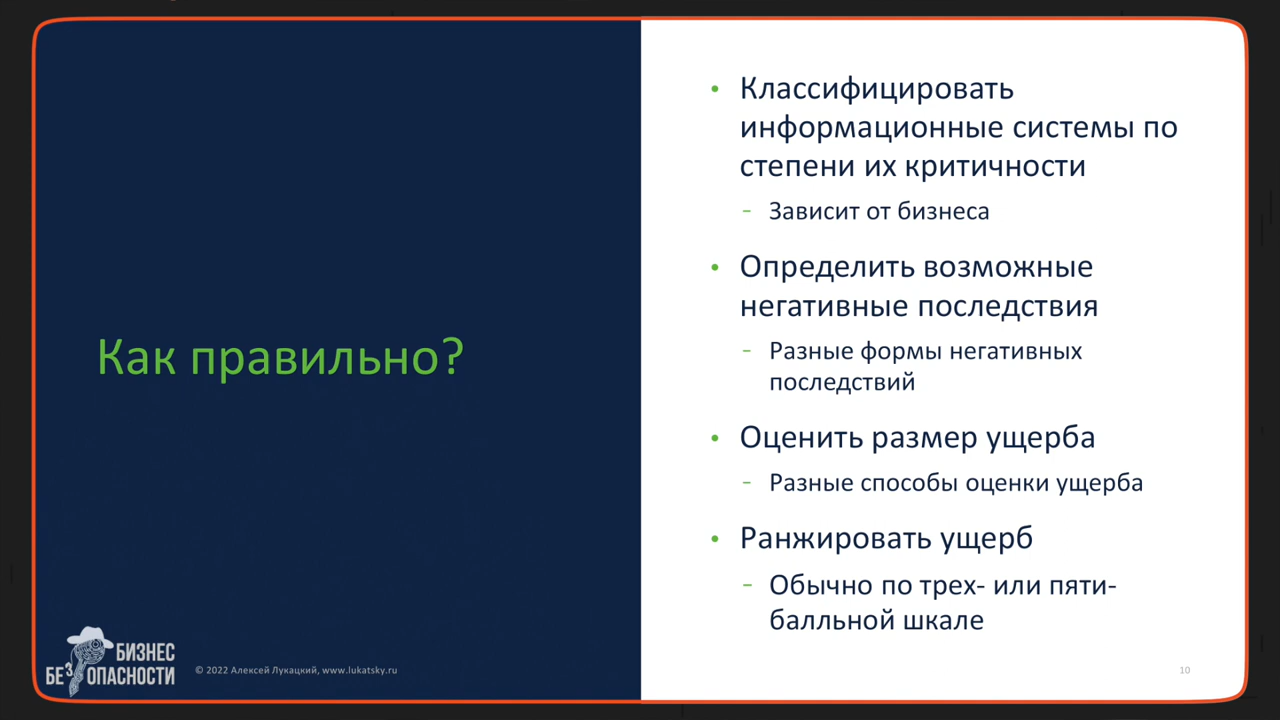 Как правильно?
• Классифицировать
информационные системы по
степени их критичности
- Зависит от бизнеса
• Определить возможные
негативные последствия
- Разные формы негативных
последствий
• Оценить размер ущерба
- Разные способы оценки ущерба
• Ранжировать ущерб
- Обычно по трех- или пяти-
балльной шкале
БИЗНЕС
БЕЗОПАСНОСТИ
© 2022 Алексей Лукацкий, www.lukatsky.ru
10